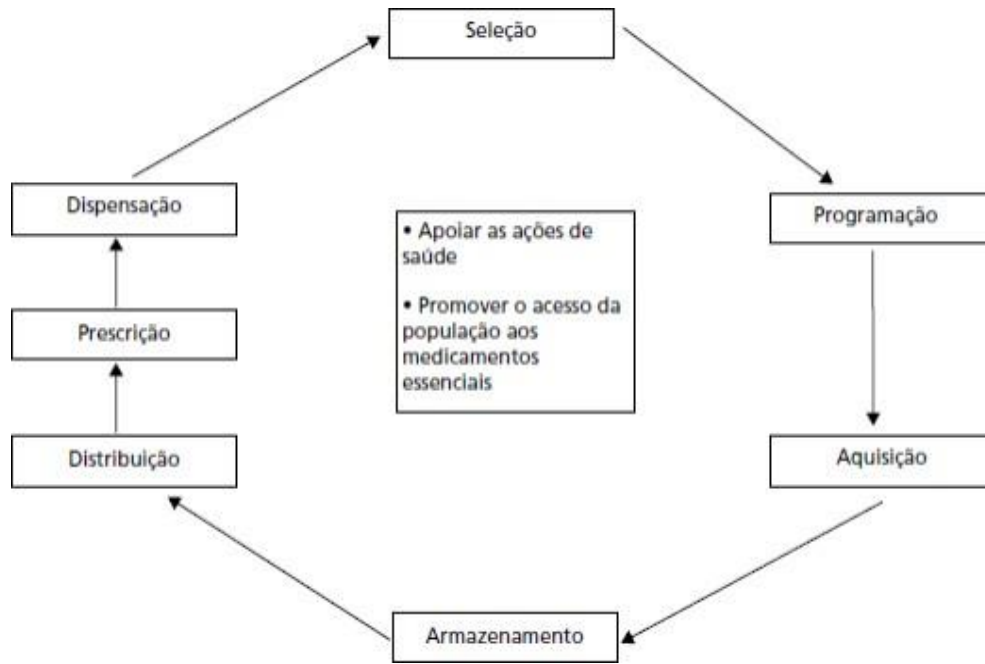 Seleção
Programação
Aquisição
Armazenamento
Distribuição
Prescrição
Dispensação
• Apoiar as ações de
saúde
• Promover o acesso da
população aos
medicamentos
essenciais